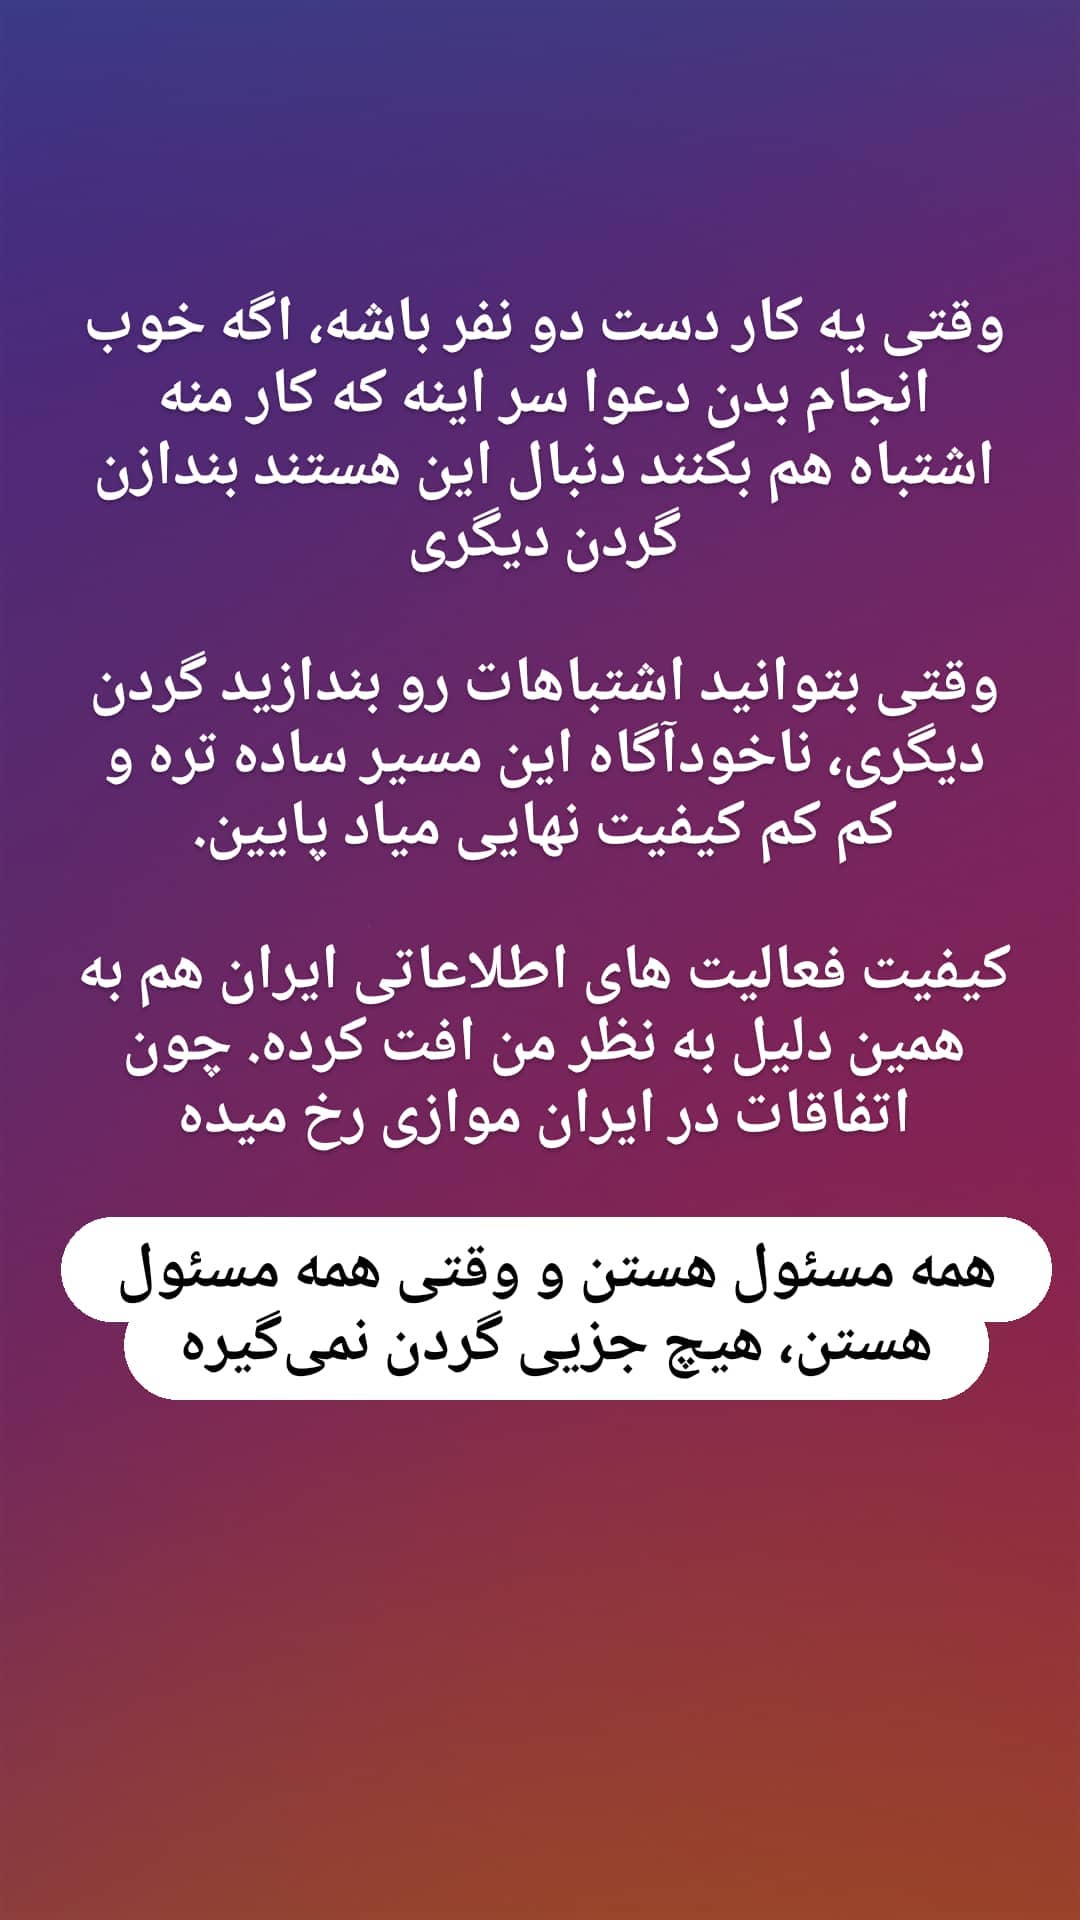 وقتی یه کار دست دو نفر باشه، اگه خوب
انجام بدن دعوا سر اینه که کار منه
اشتباه هم بکنند دنبال این هستند بندازن
گردن دیگری
وقتی بتوانید اشتباهات رو بندازید گردن
دیگری، ناخودآگاه این مسیر ساده تره و
کم کم کیفیت نهایی میاد پایین.
کیفیت فعالیت های اطلاعاتی ایران هم به
همین دلیل به نظر من افت کرده. چون
اتفاقات در ایران موازی رخ میده
همه مسئول هستن و وقتی همه مسئول
هستن، هیچ جزیی گردن نمی‌گیره